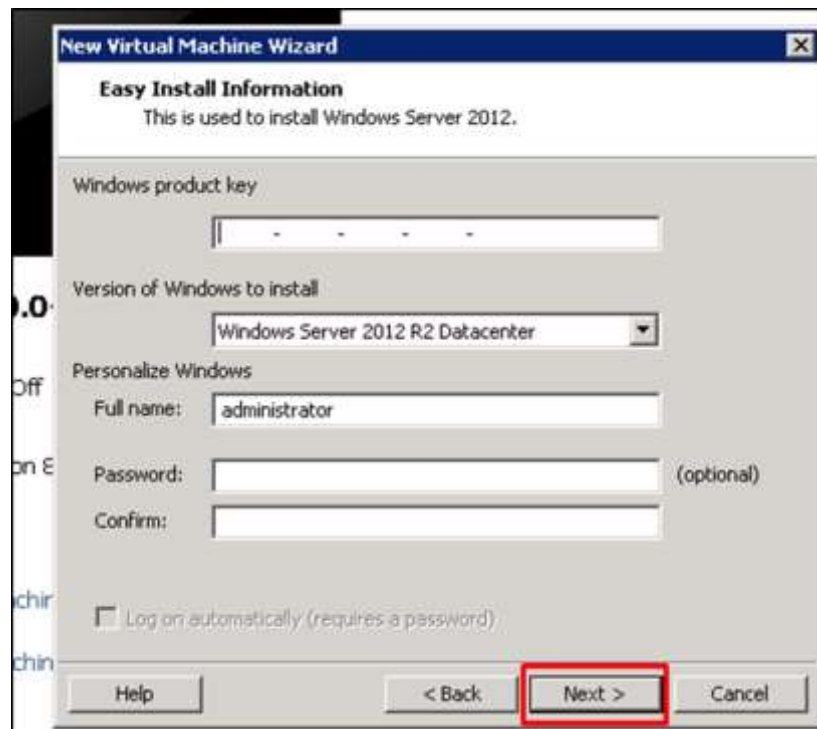 New Virtual Machine Wizard
Easy Install Information
This is used to install Windows Server 2012.
Windows product key
- - - -
Version of Windows to install
Windows Server 2012 R2 Datacenter
Personalize Windows
Full name: administrator
Password: (optional)
Confirm:
Log on automatically (requires a password)
Help < Back Next > Cancel